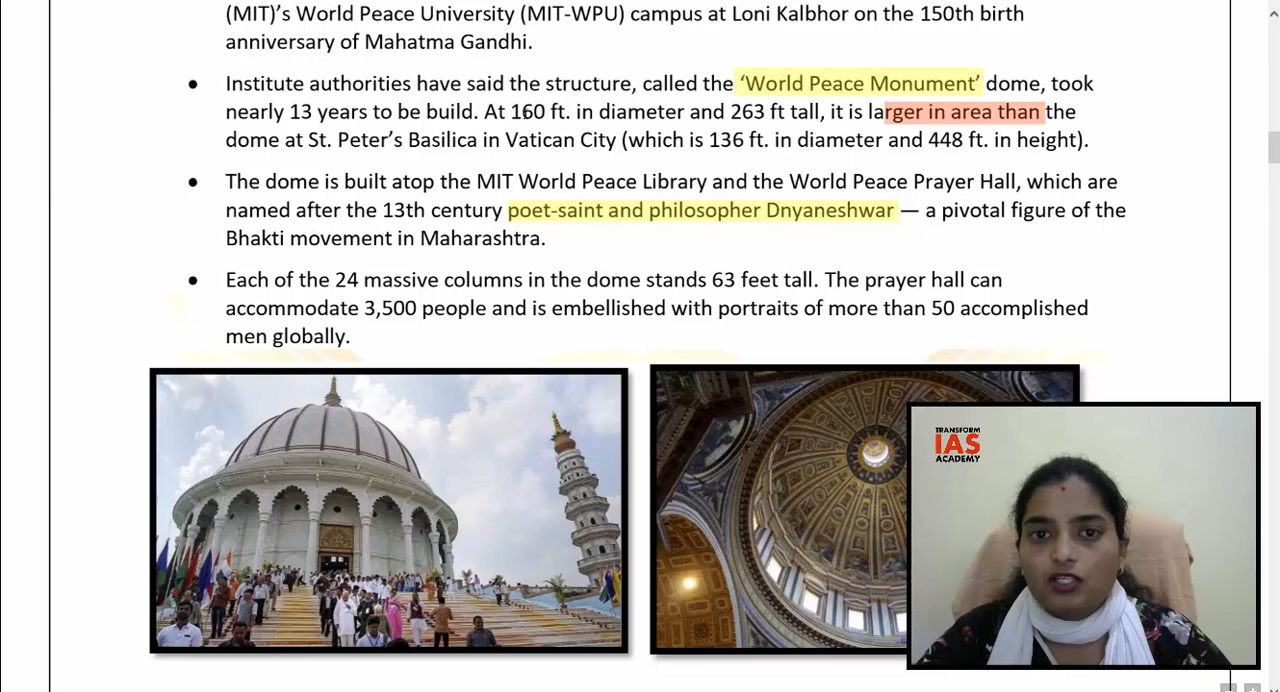 (MIT)’s World Peace University (MIT-WPU) campus at Loni Kalbhor on the 150th birth
anniversary of Mahatma Gandhi.
• Institute authorities have said the structure, called the ‘World Peace Monument’ dome, took
nearly 13 years to be build. At 160 ft. in diameter and 263 ft tall, it is larger in area than the
dome at St. Peter’s Basilica in Vatican City (which is 136 ft. in diameter and 448 ft. in height).
• The dome is built atop the MIT World Peace Library and the World Peace Prayer Hall, which are
named after the 13th century poet-saint and philosopher Dnyaneshwar — a pivotal figure of the
Bhakti movement in Maharashtra.
• Each of the 24 massive columns in the dome stands 63 feet tall. The prayer hall can
accommodate 3,500 people and is embellished with portraits of more than 50 accomplished
men globally.
TRANSFORM
IAS
ACADEMY